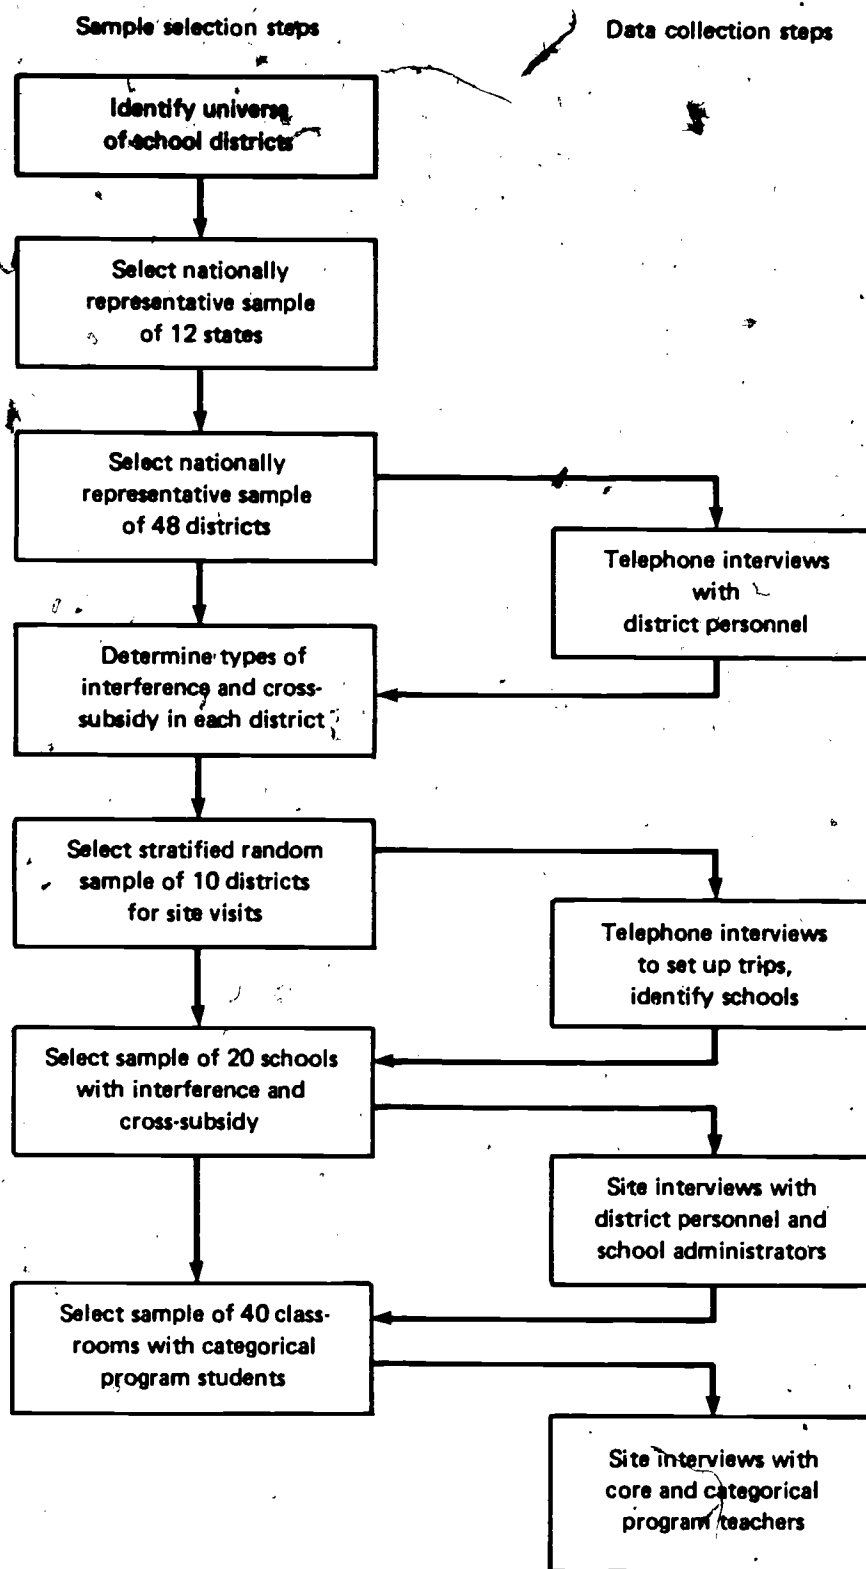 Sample selection steps
Data collection steps
Identify universe
of school districts
Select nationally
representative sample
of 12 states
Select nationally
representative sample
of 48 districts
Telephone interviews
with
district personnel
Determine types of
interference and cross-
subsidy in each district
Select stratified random
sample of 10 districts
for site visits
Telephone interviews
to set up trips,
identify schools
Select sample of 20 schools
with interference and
cross-subsidy
Site interviews with
district personnel and
school administrators
Select sample of 40 class-
rooms with categorical
program students
Site interviews with
core and categorical
program teachers